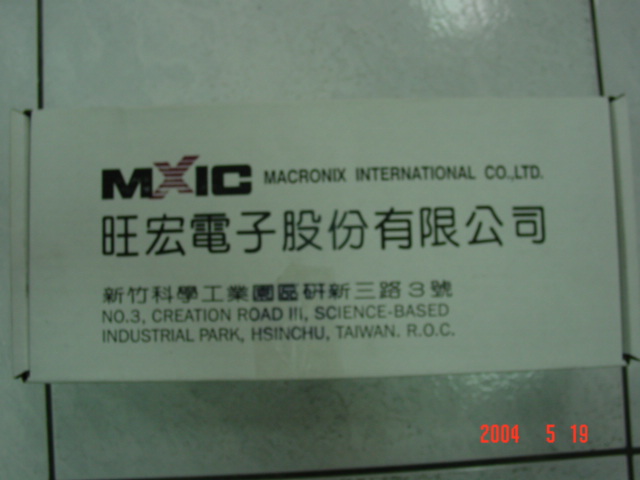 MXIC MACRONIX INTERNATIONAL CO.,LTD.
旺宏電子股份有限公司
新竹科學工業園區研新三路3號
NO.3, CREATION ROAD III, SCIENCE-BASED
INDUSTRIAL PARK, HSINCHU, TAIWAN. R.O.C.
2004 5 19